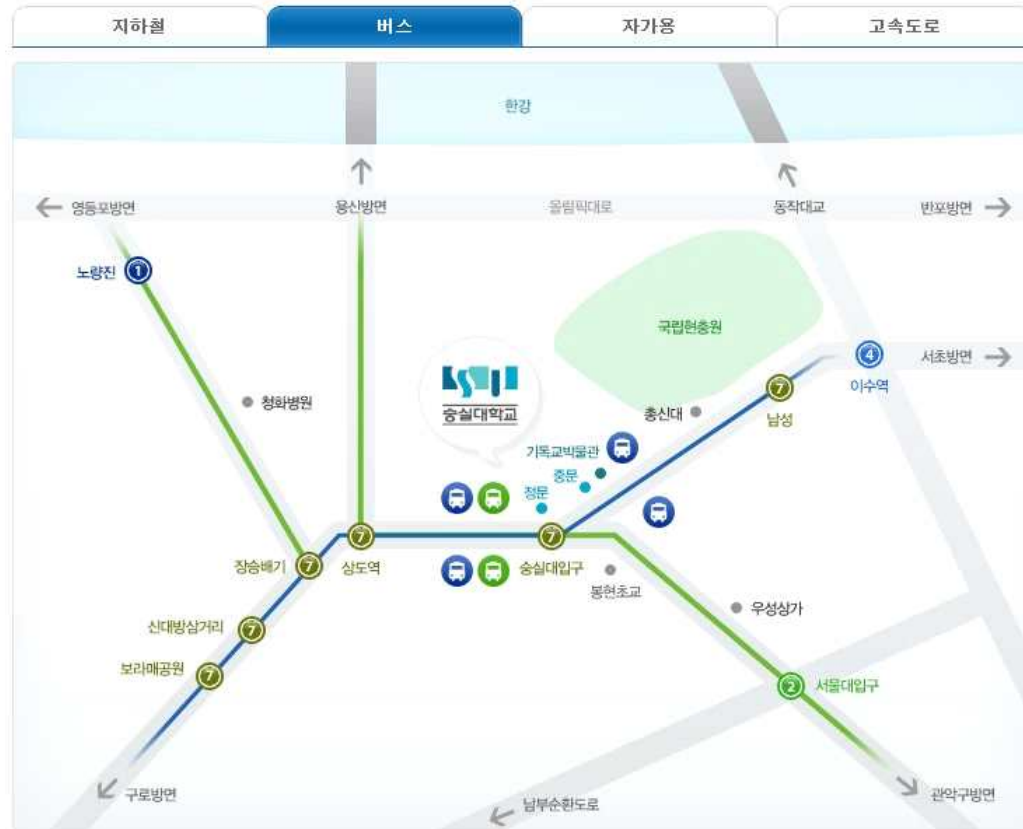 지하철
버스
자가용
고속도로
한강
영등포방면
용산방면
올림픽대로
동작대교
반포방면
노량진 1
국립현충원
4
서초방면
이수역
7
남성
청화병원
숭실대학교
총신대
기독교박물관
중문
정문
장승배기 7
7
상도역
7
숭실대입구
봉현초교
신대방삼거리 7
우성상가
보라매공원 7
2 서울대입구
구로방면
남부순환도로
관악구방면